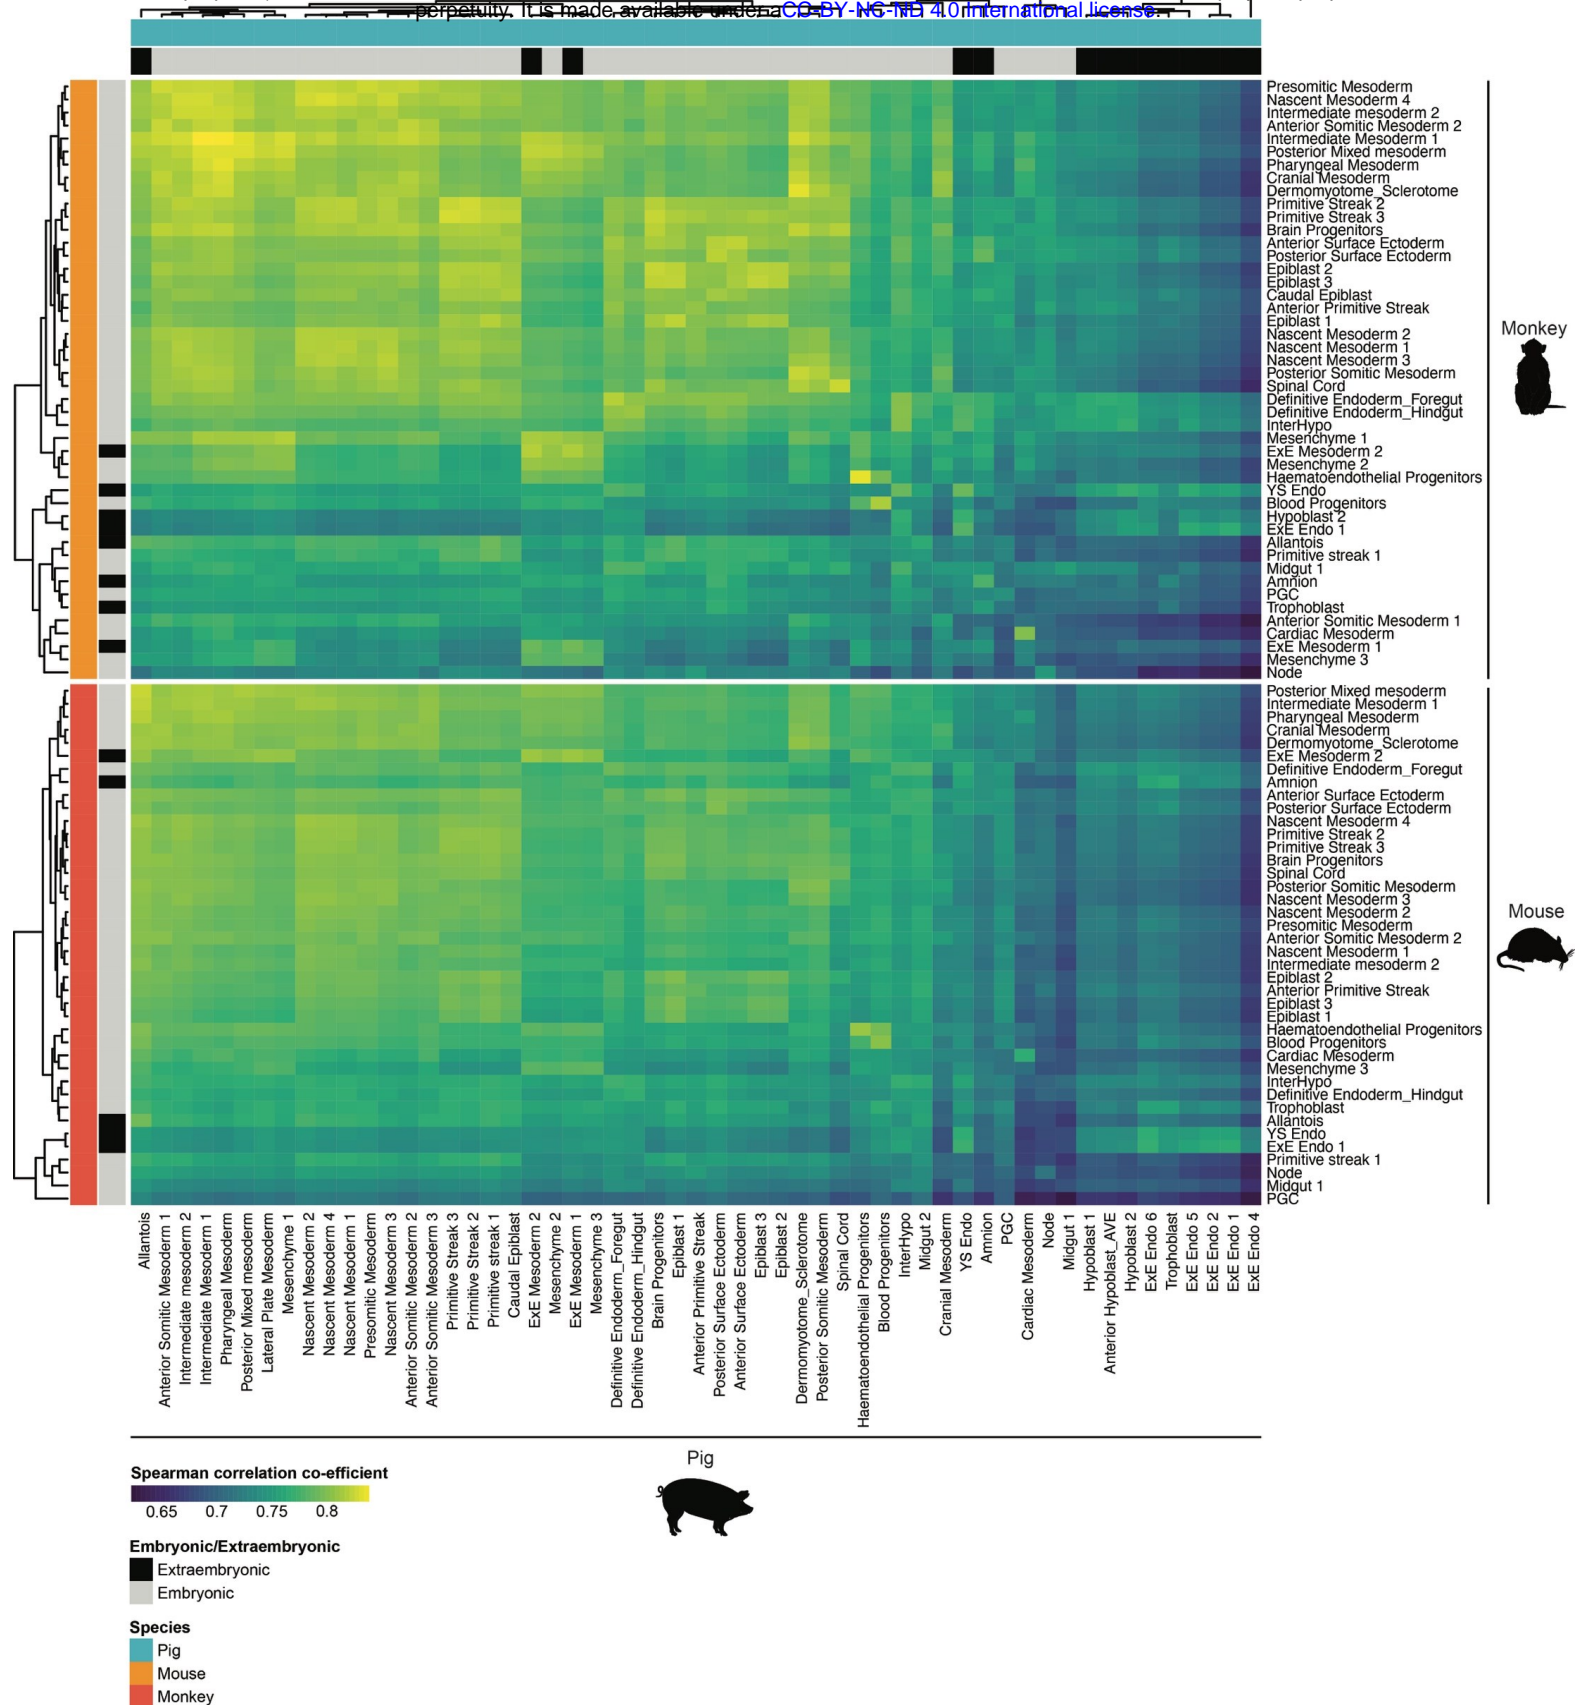 perpetuity. It is made available under aCC-BY-NC-ND 4.0 International license.
Presomitic Mesoderm
Nascent Mesoderm 4
Intermediate mesoderm 2
Anterior Somitic Mesoderm 2
Intermediate Mesoderm 1
Posterior Mixed mesoderm
Pharyngeal Mesoderm
Cranial Mesoderm
Dermomyotome_Sclerotome
Primitive Streak 2
Primitive Streak 3
Brain Progenitors
Anterior Surface Ectoderm
Posterior Surface Ectoderm
Epiblast 2
Epiblast 3
Caudal Epiblast
Anterior Primitive Streak
Epiblast 1
Nascent Mesoderm 2
Nascent Mesoderm 1
Nascent Mesoderm 3
Posterior Somitic Mesoderm
Spinal Cord
Definitive Endoderm_Foregut
Definitive Endoderm_Hindgut
InterHypo
Mesenchyme 1
ExE Mesoderm 2
Mesenchyme 2
Haematoendothelial Progenitors
YS Endo
Blood Progenitors
Hypoblast 2
ExE Endo 1
Allantois
Primitive streak 1
Midgut 1
Amnion
PGC
Trophoblast
Anterior Somitic Mesoderm 1
Cardiac Mesoderm
ExE Mesoderm 1
Mesenchyme 3
Node
Monkey
Posterior Mixed mesoderm
Intermediate Mesoderm 1
Pharyngeal Mesoderm
Cranial Mesoderm
Dermomyotome_Sclerotome
ExE Mesoderm 2
Definitive Endoderm_Foregut
Amnion
Anterior Surface Ectoderm
Posterior Surface Ectoderm
Nascent Mesoderm 4
Primitive Streak 2
Primitive Streak 3
Brain Progenitors
Spinal Cord
Posterior Somitic Mesoderm
Nascent Mesoderm 3
Nascent Mesoderm 2
Presomitic Mesoderm
Anterior Somitic Mesoderm 2
Nascent Mesoderm 1
Intermediate mesoderm 2
Epiblast 2
Anterior Primitive Streak
Epiblast 3
Epiblast 1
Haematoendothelial Progenitors
Blood Progenitors
Cardiac Mesoderm
Mesenchyme 3
InterHypo
Definitive Endoderm_Hindgut
Trophoblast
Allantois
YS Endo
ExE Endo 1
Primitive streak 1
Node
Midgut 1
PGC
Mouse
Allantois
Anterior Somitic Mesoderm 1
Intermediate mesoderm 2
Intermediate Mesoderm 1
Pharyngeal Mesoderm
Posterior Mixed mesoderm
Lateral Plate Mesoderm
Mesenchyme 1
Nascent Mesoderm 2
Nascent Mesoderm 4
Nascent Mesoderm 1
Presomitic Mesoderm
Nascent Mesoderm 3
Anterior Somitic Mesoderm 2
Anterior Somitic Mesoderm 3
Primitive Streak 3
Primitive Streak 2
Primitive streak 1
Caudal Epiblast
ExE Mesoderm 2
Mesenchyme 2
ExE Mesoderm 1
Mesenchyme 3
Definitive Endoderm_Foregut
Definitive Endoderm_Hindgut
Brain Progenitors
Epiblast 1
Anterior Primitive Streak
Posterior Surface Ectoderm
Anterior Surface Ectoderm
Epiblast 3
Epiblast 2
Dermomyotome_Sclerotome
Posterior Somitic Mesoderm
Spinal Cord
Haematoendothelial Progenitors
Blood Progenitors
InterHypo
Midgut 2
Cranial Mesoderm
YS Endo
Amnion
PGC
Cardiac Mesoderm
Node
Midgut 1
Hypoblast 1
Anterior Hypoblast_AVE
Hypoblast 2
ExE Endo 6
Trophoblast
ExE Endo 5
ExE Endo 2
ExE Endo 1
ExE Endo 4
Pig
Spearman correlation co-efficient
0.65 0.7 0.75 0.8
Embryonic/Extraembryonic
Extraembryonic
Embryonic
Species
Pig
Mouse
Monkey